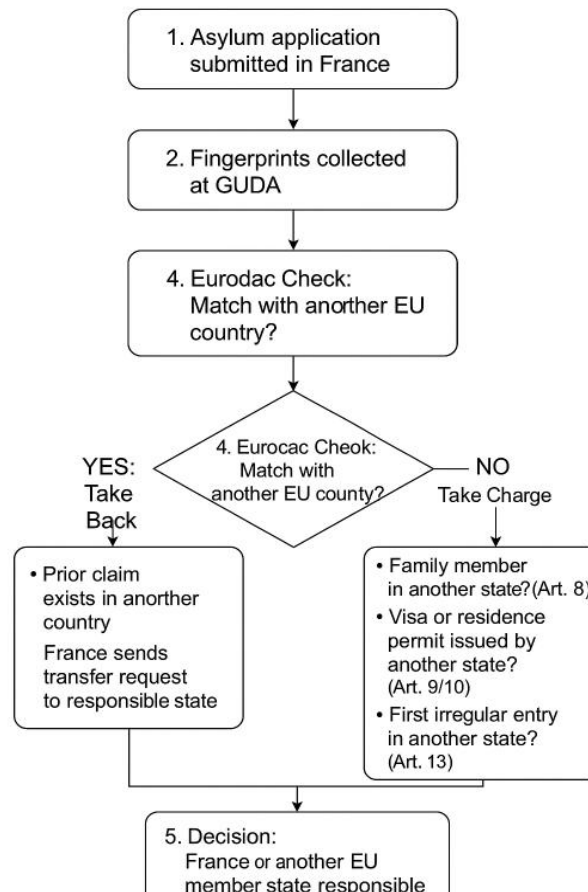 1. Asylum application
submitted in France
2. Fingerprints collected
at GUDA
4. Eurodac Check:
Match with anorther EU
country?
4. Eurocac Cheok:
Match with
another EU county?
YES:
Take
Back
NO
Take Charge
• Prior claim
exists in anorther
country
France sends
transfer request
to responsible state
• Family member
in another state? (Art. 8)
• Visa or residence
permit issued by
another state?
(Art. 9/10)
• First irregular entry
in another state?
(Art. 13)
5. Decision:
France or another EU
member state responsible